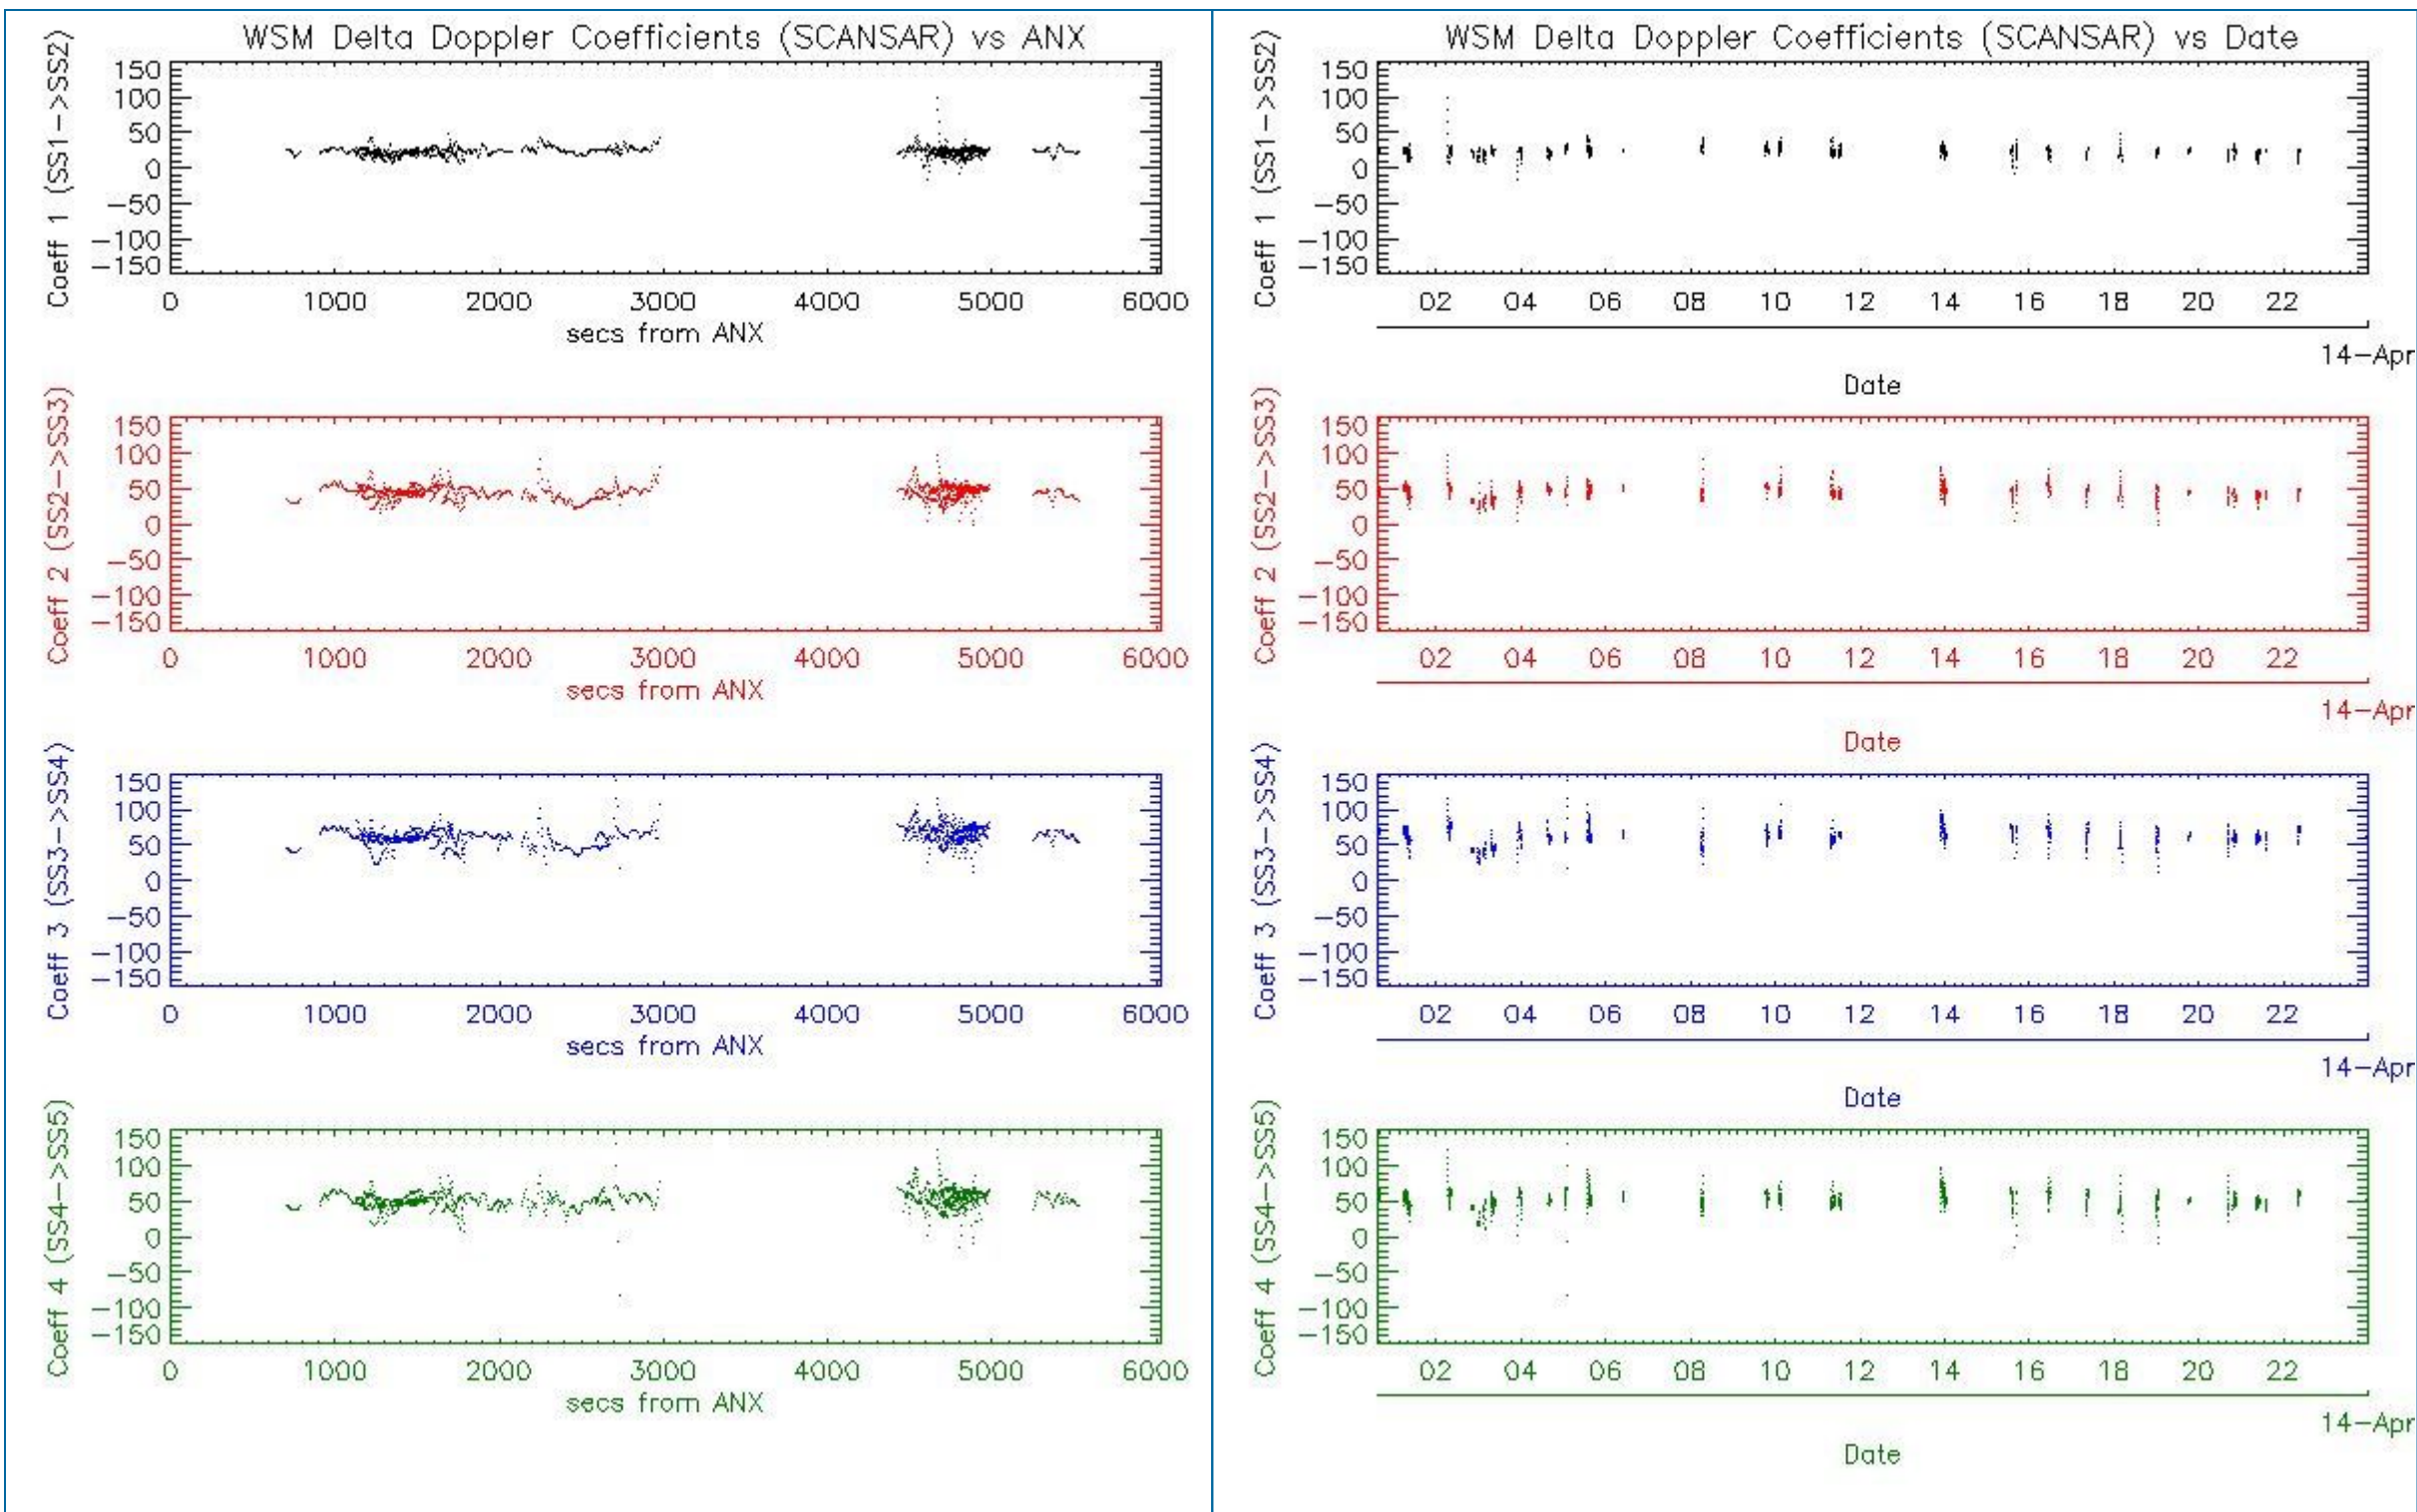 WSM Delta Doppler Coefficients (SCANSAR) vs ANX
Coeff 1 (SS1->SS2)
150
100
50
0
-50
-100
-150
0 1000 2000 3000 4000 5000 6000
secs from ANX
Coeff 2 (SS2->SS3)
150
100
50
0
-50
-100
-150
0 1000 2000 3000 4000 5000 6000
secs from ANX
Coeff 3 (SS3->SS4)
150
100
50
0
-50
-100
-150
0 1000 2000 3000 4000 5000 6000
secs from ANX
Coeff 4 (SS4->SS5)
150
100
50
0
-50
-100
-150
0 1000 2000 3000 4000 5000 6000
secs from ANX
WSM Delta Doppler Coefficients (SCANSAR) vs Date
Coeff 1 (SS1->SS2)
150
100
50
0
-50
-100
-150
02 04 06 08 10 12 14 16 18 20 22
14-Apr
Date
Coeff 2 (SS2->SS3)
150
100
50
0
-50
-100
-150
02 04 06 08 10 12 14 16 18 20 22
14-Apr
Date
Coeff 3 (SS3->SS4)
150
100
50
0
-50
-100
-150
02 04 06 08 10 12 14 16 18 20 22
14-Apr
Date
Coeff 4 (SS4->SS5)
150
100
50
0
-50
-100
-150
02 04 06 08 10 12 14 16 18 20 22
14-Apr
Date